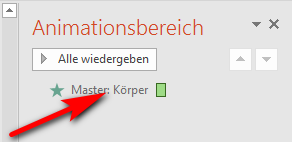 Animationsbereich
Alle wiedergeben
Master: Körper